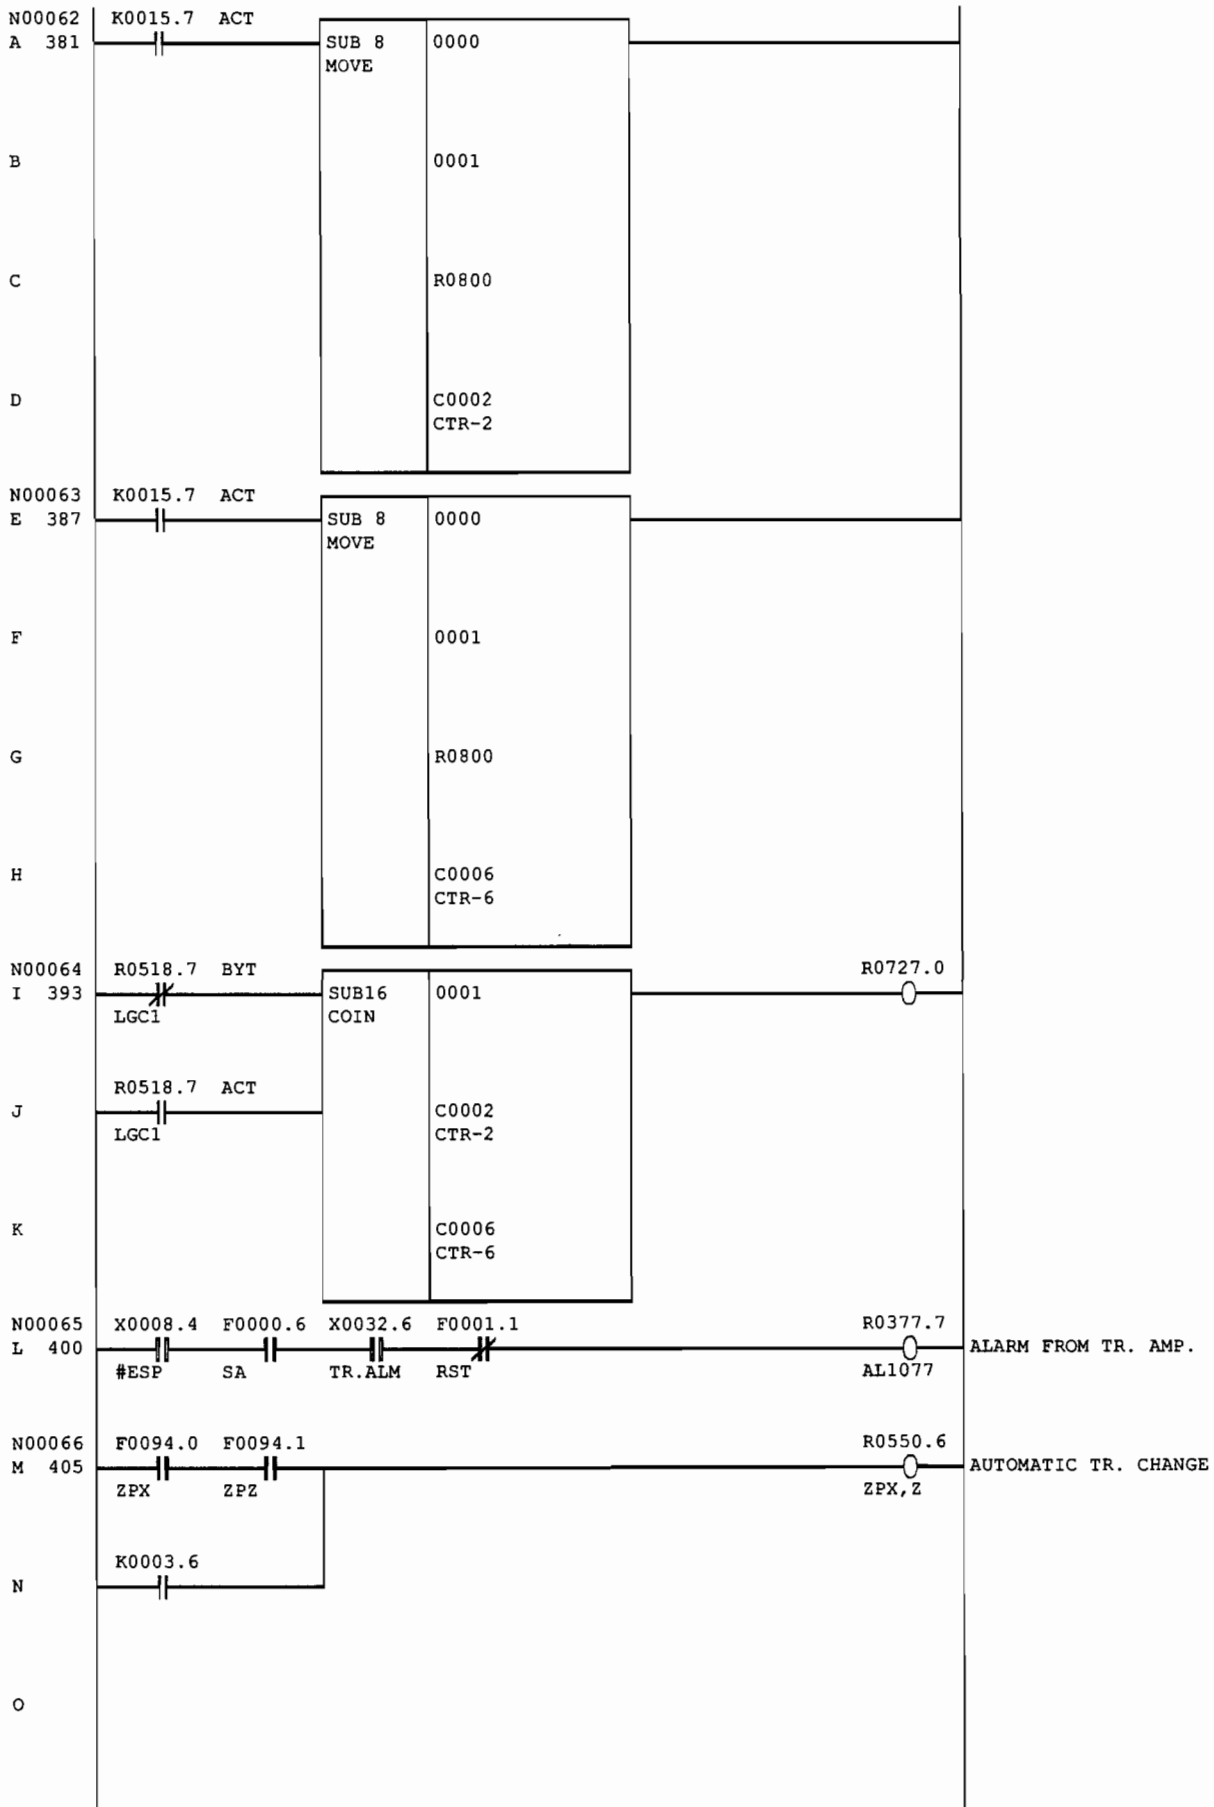 N00062 K0015.7 ACT
A 381 SUB 8 0000
MOVE
B 0001
C R0800
D C0002
CTR-2
N00063 K0015.7 ACT
E 387 SUB 8 0000
MOVE
F 0001
G R0800
H C0006
CTR-6
N00064 R0518.7 BYT R0727.0
I 393 SUB16 0001
LGC1 COIN
R0518.7 ACT
J C0002
LGC1 CTR-2
K C0006
CTR-6
N00065 X0008.4 F0000.6 X0032.6 F0001.1 R0377.7
L 400 ALARM FROM TR. AMP.
#ESP SA TR.ALM RST AL1077
N00066 F0094.0 F0094.1 R0550.6
M 405 AUTOMATIC TR. CHANGE
ZPX ZPZ ZPX,Z
K0003.6
N
O